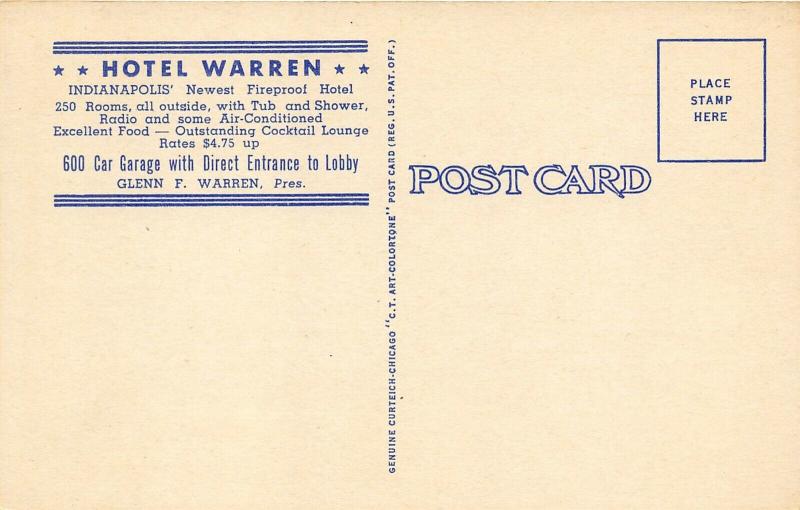 ★ ★ HOTEL WARREN ★ ★
INDIANAPOLIS' Newest Fireproof Hotel
250 Rooms, all outside, with Tub and Shower,
Radio and some Air-Conditioned
Excellent Food — Outstanding Cocktail Lounge
Rates $4.75 up
600 Car Garage with Direct Entrance to Lobby
GLENN F. WARREN, Pres.
GENUINE CURTEICH-CHICAGO "C.T. ART-COLORTONE" POST CARD (REG. U.S. PAT. OFF.)
POST CARD
PLACE
STAMP
HERE